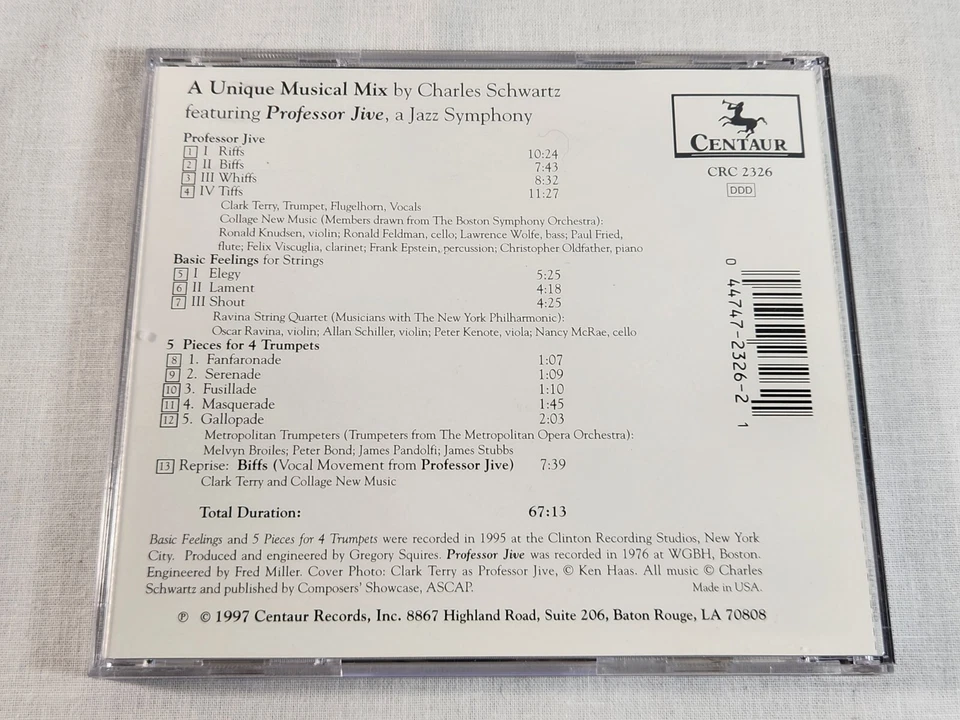 A Unique Musical Mix by Charles Schwartz
featuring Professor Jive, a Jazz Symphony
CENTAUR
CRC 2326
DDD
Professor Jive
1 I Riffs 10:24
2 II Biffs 7:43
3 III Whiffs 8:32
4 IV Tiffs 11:27
Clark Terry, Trumpet, Flugelhorn, Vocals
Collage New Music (Members drawn from The Boston Symphony Orchestra):
Ronald Knudsen, violin; Ronald Feldman, cello; Lawrence Wolfe, bass; Paul Fried,
flute; Felix Viscuglia, clarinet; Frank Epstein, percussion; Christopher Oldfather, piano
Basic Feelings for Strings
5 I Elegy 5:25
6 II Lament 4:18
7 III Shout 4:25
Ravina String Quartet (Musicians with The New York Philharmonic):
Oscar Ravina, violin; Allan Schiller, violin; Peter Kenote, viola; Nancy McRae, cello
5 Pieces for 4 Trumpets
8 1. Fanfaronade 1:07
9 2. Serenade 1:09
10 3. Fusillade 1:10
11 4. Masquerade 1:45
12 5. Gallopade 2:03
Metropolitan Trumpeters (Trumpeters from The Metropolitan Opera Orchestra):
Melvyn Broiles; Peter Bond; James Pandolfi; James Stubbs
13 Reprise: Biffs (Vocal Movement from Professor Jive) 7:39
Clark Terry and Collage New Music
Total Duration: 67:13
0 44747-2326-2 1
Basic Feelings and 5 Pieces for 4 Trumpets were recorded in 1995 at the Clinton Recording Studios, New York
City. Produced and engineered by Gregory Squires. Professor Jive was recorded in 1976 at WGBH, Boston.
Engineered by Fred Miller. Cover Photo: Clark Terry as Professor Jive, © Ken Haas. All music © Charles
Schwartz and published by Composers' Showcase, ASCAP. Made in USA.
℗ © 1997 Centaur Records, Inc. 8867 Highland Road, Suite 206, Baton Rouge, LA 70808